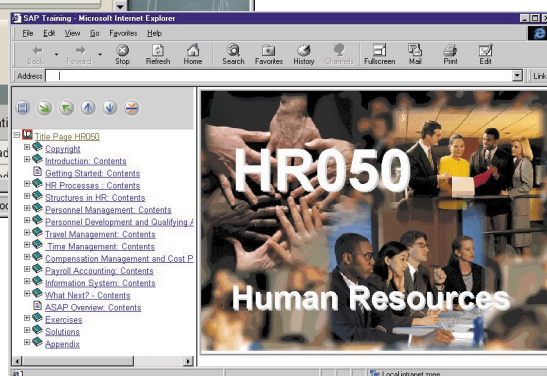 SAP Training - Microsoft Internet Explorer
File Edit View Go Favorites Help
Back Forward Stop Refresh Home Search Favorites History Channels Fullscreen Mail Print Edit
Address Link
Title Page HR050
Copyright
Introduction: Contents
Getting Started: Contents
HR Processes : Contents
Structures in HR: Contents
Personnel Management: Contents
Personnel Development and Qualifying A
Travel Management: Contents
Time Management: Contents
Compensation Management and Cost P
Payroll Accounting: Contents
Information System: Contents
What Next? - Contents
ASAP Overview: Contents
Exercises
Solutions
Appendix
HR050
Human Resources
Local intranet zone